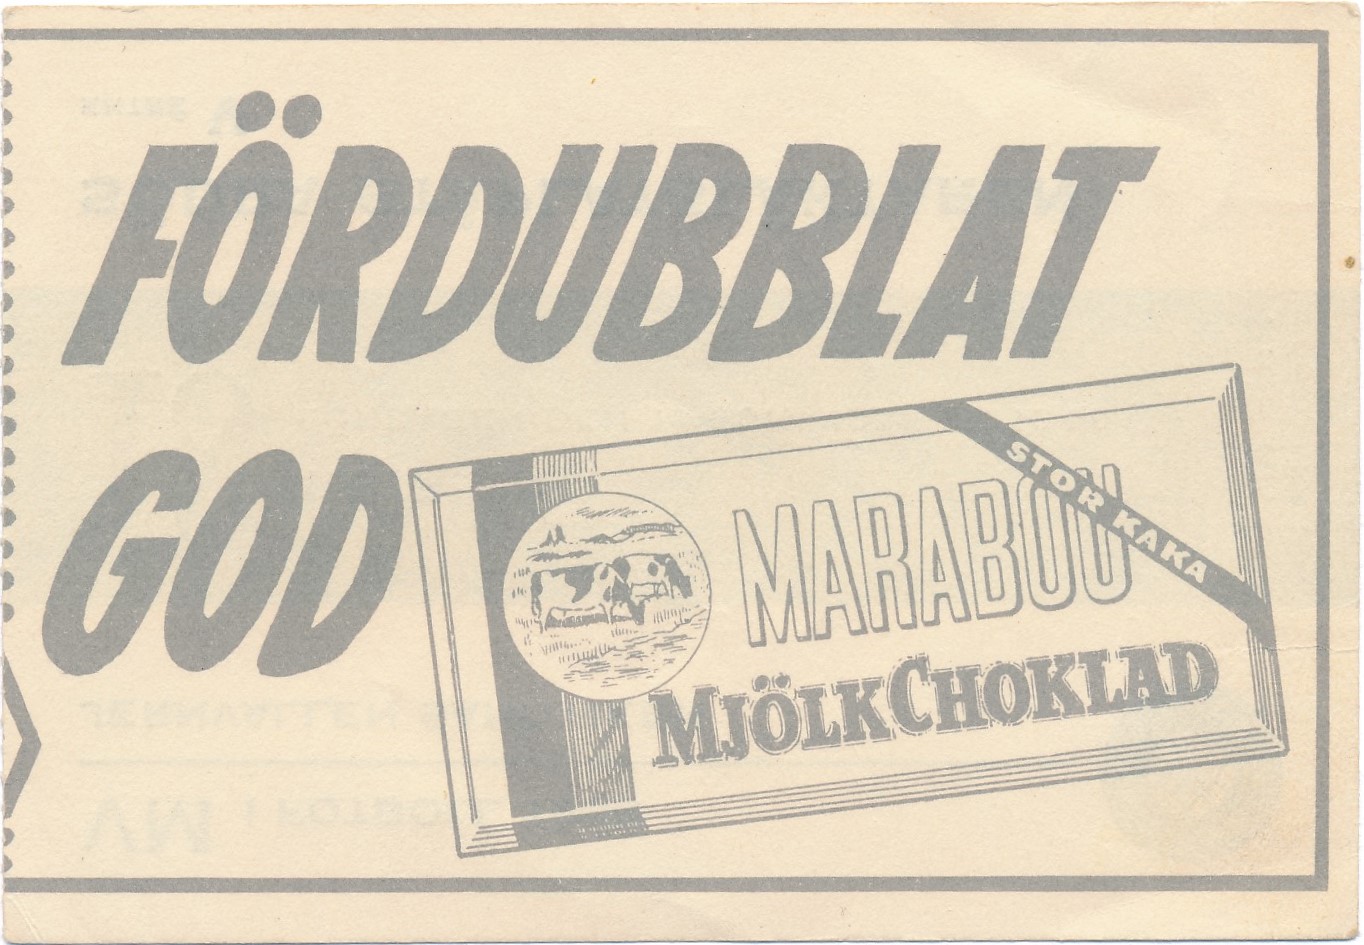 FÖRDUBBLAT
GOD
STOR KAKA
MARABOU
MJÖLKCHOKLAD